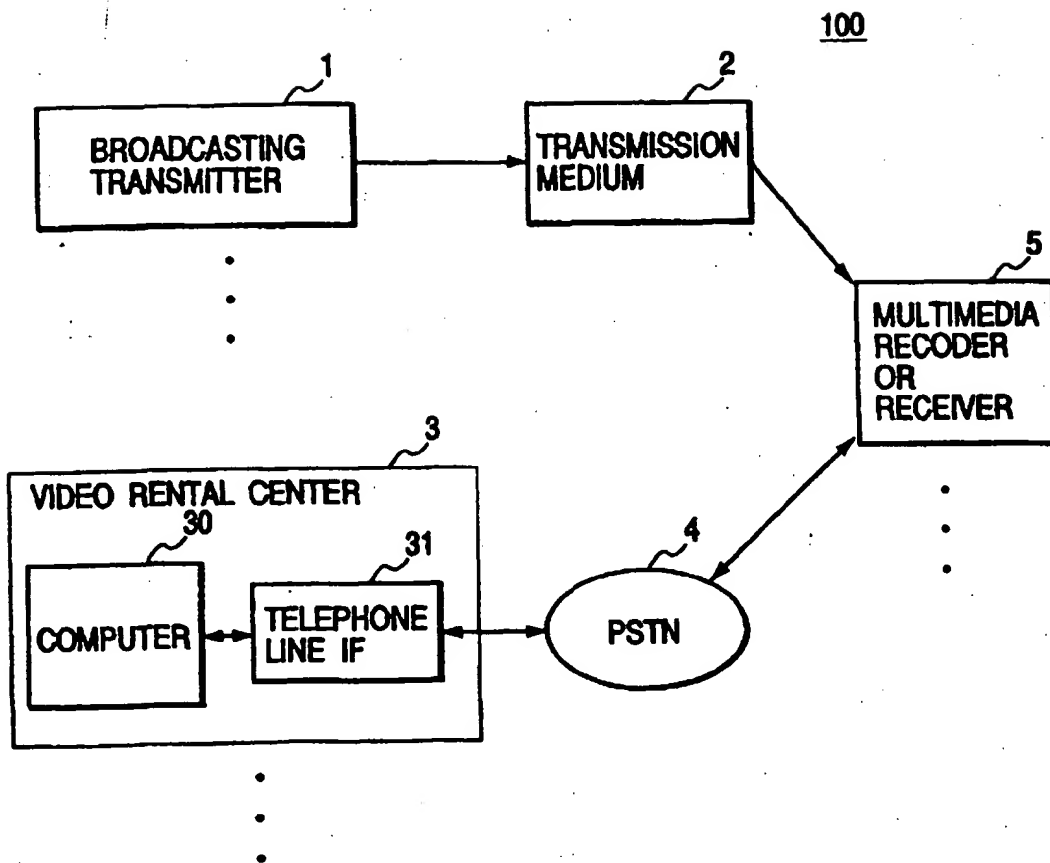 100
1
BROADCASTING
TRANSMITTER
2
TRANSMISSION
MEDIUM
5
MULTIMEDIA
RECODER
OR
RECEIVER
3
VIDEO RENTAL CENTER
30
COMPUTER
31
TELEPHONE
LINE IF
4
PSTN